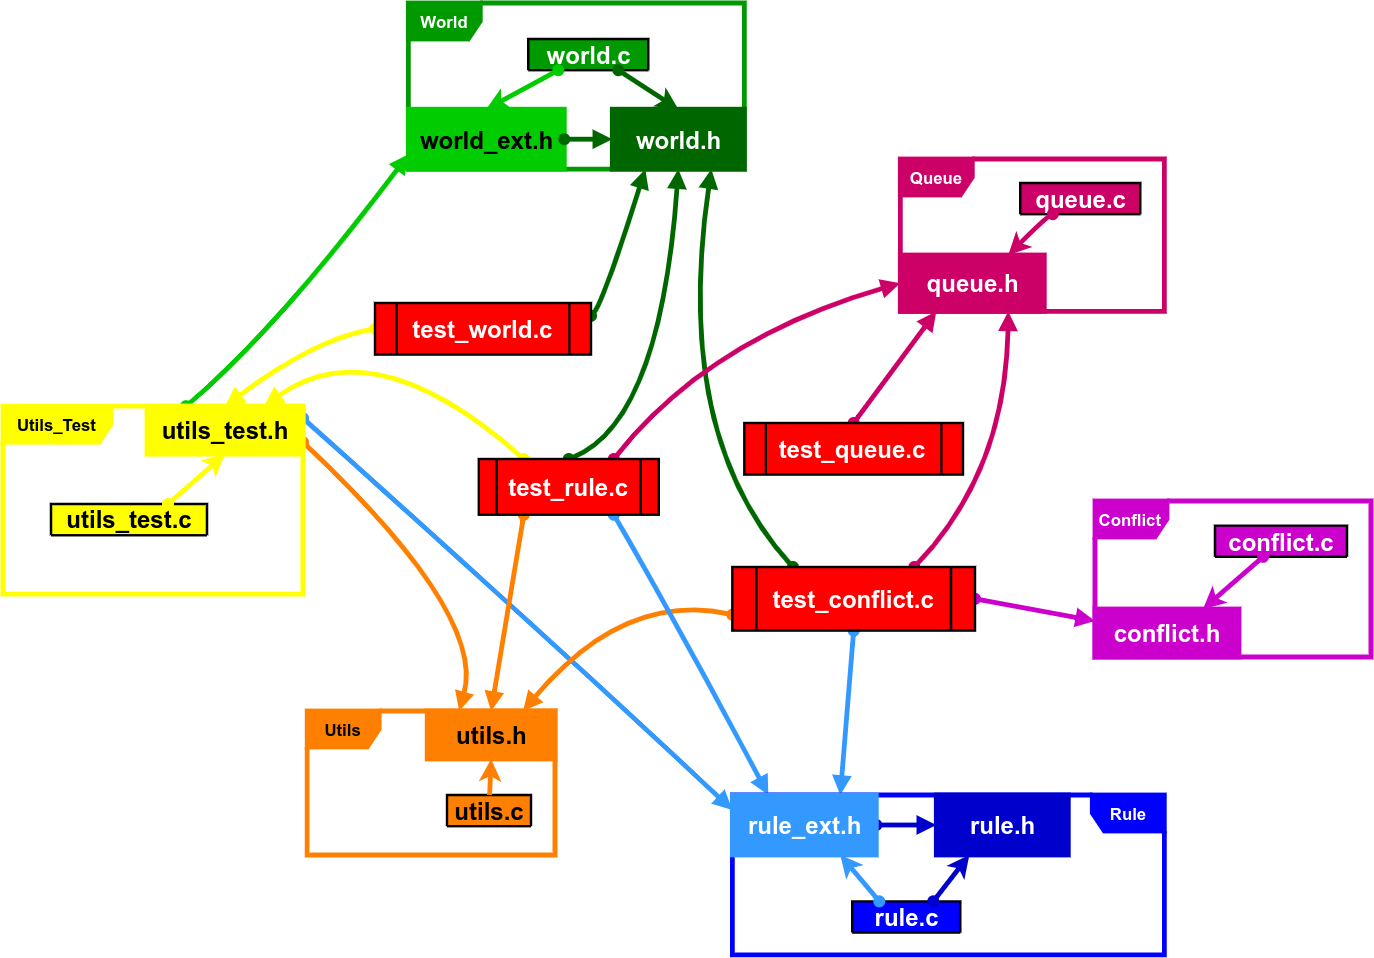 World
world.c
world_ext.h
world.h
Queue
queue.c
queue.h
test_world.c
Utils_Test
utils_test.h
utils_test.c
test_rule.c
test_queue.c
Conflict
conflict.c
conflict.h
test_conflict.c
Utils
utils.h
utils.c
Rule
rule_ext.h
rule.h
rule.c